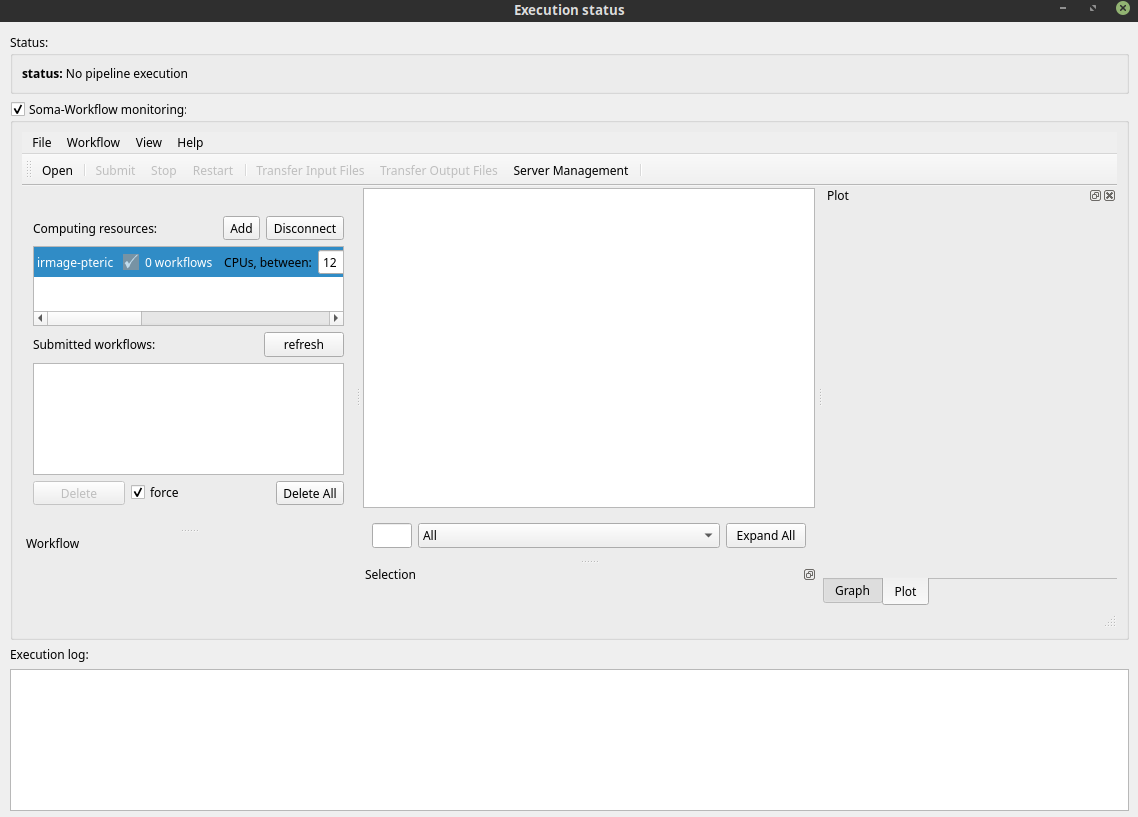 Execution status
Status:
status: No pipeline execution
Soma-Workflow monitoring:
File Workflow View Help
Open Submit Stop Restart Transfer Input Files Transfer Output Files Server Management
Plot
Computing resources: Add Disconnect
irmage-pteric 0 workflows CPUs, between: 12
Submitted workflows: refresh
Delete force Delete All
All Expand All
Workflow
Selection
Graph Plot
Execution log: